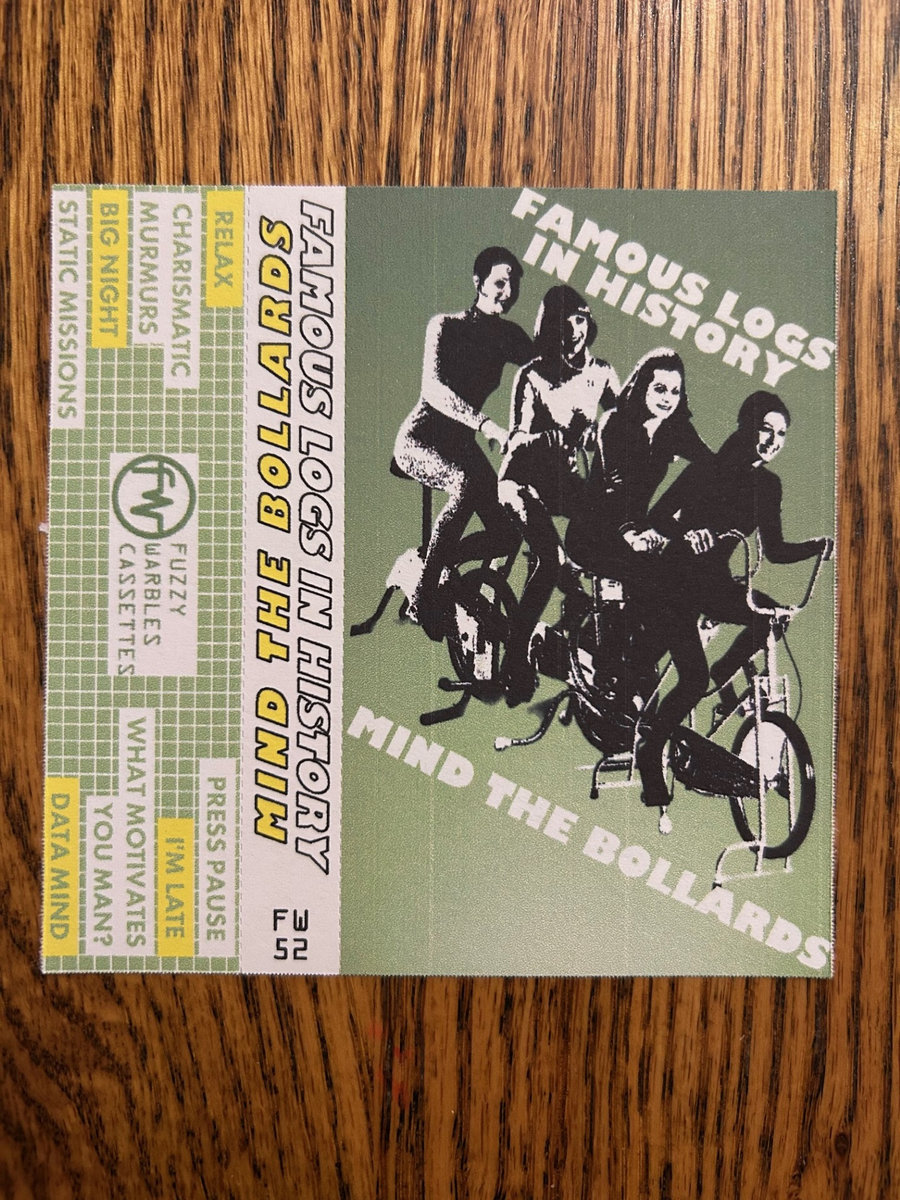 FAMOUS LOGS
IN HISTORY
MIND THE BOLLARDS
FAMOUS LOGS IN HISTORY
MIND THE BOLLARDS
FW
52
RELAX
CHARISMATIC
MURMURS
BIG NIGHT
STATIC MISSIONS
FW
FUZZY
WARBLES
CASSETTES
PRESS PAUSE
I'M LATE
WHAT MOTIVATES
YOU MAN?
DATA MIND